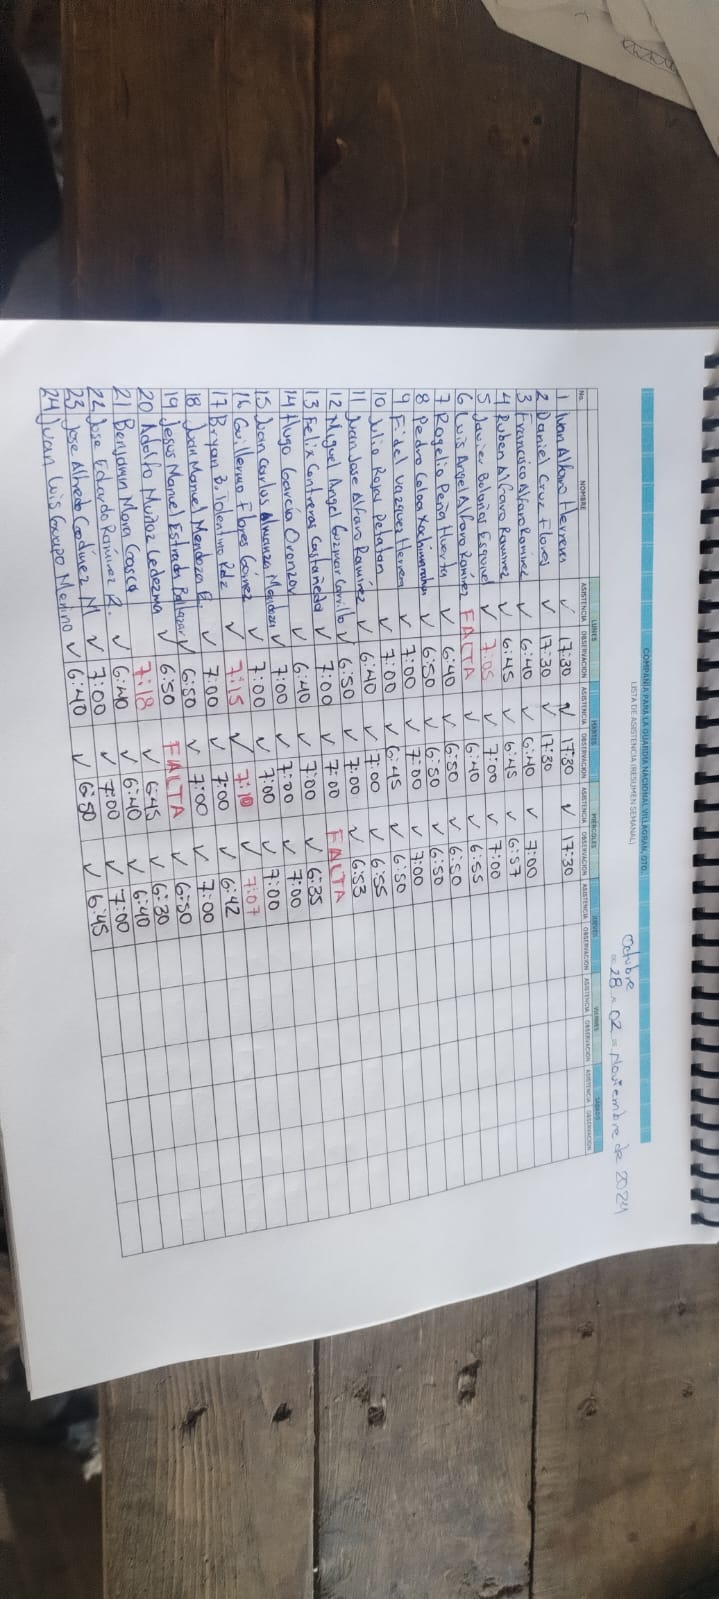 COMPAÑIA PARA LA GUARDIA NACIONAL VILLAGRAN, GTO.
LISTA DE ASISTENCIA (RESUMEN SEMANAL)
Octubre
28 02 Noviembre de 2024
LUNES MARTES MIERCOLES JUEVES VIERNES SABADO
No. NOMBRE ASISTENCIA OBSERVACION ASISTENCIA OBSERVACION ASISTENCIA OBSERVACION ASISTENCIA OBSERVACION ASISTENCIA OBSERVACION ASISTENCIA OBSERVACION
1 Ivan Alfaro Herrera ✓ 17:30 ✓ 17:30 ✓ 17:30
2 Daniel Cruz Flores ✓ 17:30 ✓ 17:30
3 Francisco Alfaro Ramirez ✓ 6:40 ✓ 6:40 ✓ 7:00
4 Ruben Alfaro Ramirez ✓ 6:45 ✓ 6:45 ✓ 6:57
5 Javier Bolaños Esquivel ✓ 7:05 ✓ 7:00 ✓ 7:00
6 Luis Angel Alfaro Ramirez FALTA ✓ 6:40 ✓ 6:55
7 Rogelio Peña Huerta ✓ 6:40 ✓ 6:50 ✓ 6:50
8 Pedro Coloa ✓ 6:50 ✓ 6:50 ✓ 6:50
9 Fidel Vazquez Herrera ✓ 7:00 ✓ 7:00 ✓ 7:00
10 Julio Rojas Petatan ✓ 7:00 ✓ 6:45 ✓ 6:50
11 Juan Jose Alfaro Ramirez ✓ 6:40 ✓ 7:00 ✓ 6:55
12 Miguel Angel Guzmar Carrillo ✓ 6:50 ✓ 7:00 ✓ 6:53
13 Felix Contreras Castañeda ✓ 7:00 ✓ 7:00 FALTA
14 Hugo García Oronzor ✓ 6:40 ✓ 7:00 ✓ 6:35
15 Juan Carlos Almanza Mendoza ✓ 7:00 ✓ 7:00 ✓ 7:00
16 Guillermo Flores Gómez ✓ 7:00 ✓ 7:00 ✓ 7:00
17 Bryan B. Tolentino Rdz ✓ 7:15 ✓ 7:10 ✓ 7:07
18 Juan Manuel Mendoza R. ✓ 7:00 ✓ 7:00 ✓ 6:42
19 Jesus Manuel Estrada Baltazar ✓ 6:50 ✓ 7:00 ✓ 7:00
20 Adolfo Muñoz Ledezma ✓ 6:50 FALTA ✓ 6:50
21 Benjamin Mora Gasca 7:18 ✓ 6:45 ✓ 6:30
22 Jose Eduardo Ramirez R. ✓ 6:40 ✓ 6:40 ✓ 6:40
23 Jose Alfredo Godinez M ✓ 7:00 ✓ 7:00 ✓ 7:00
24 Juan Luis Guapo Merino ✓ 6:40 ✓ 6:50 ✓ 6:45